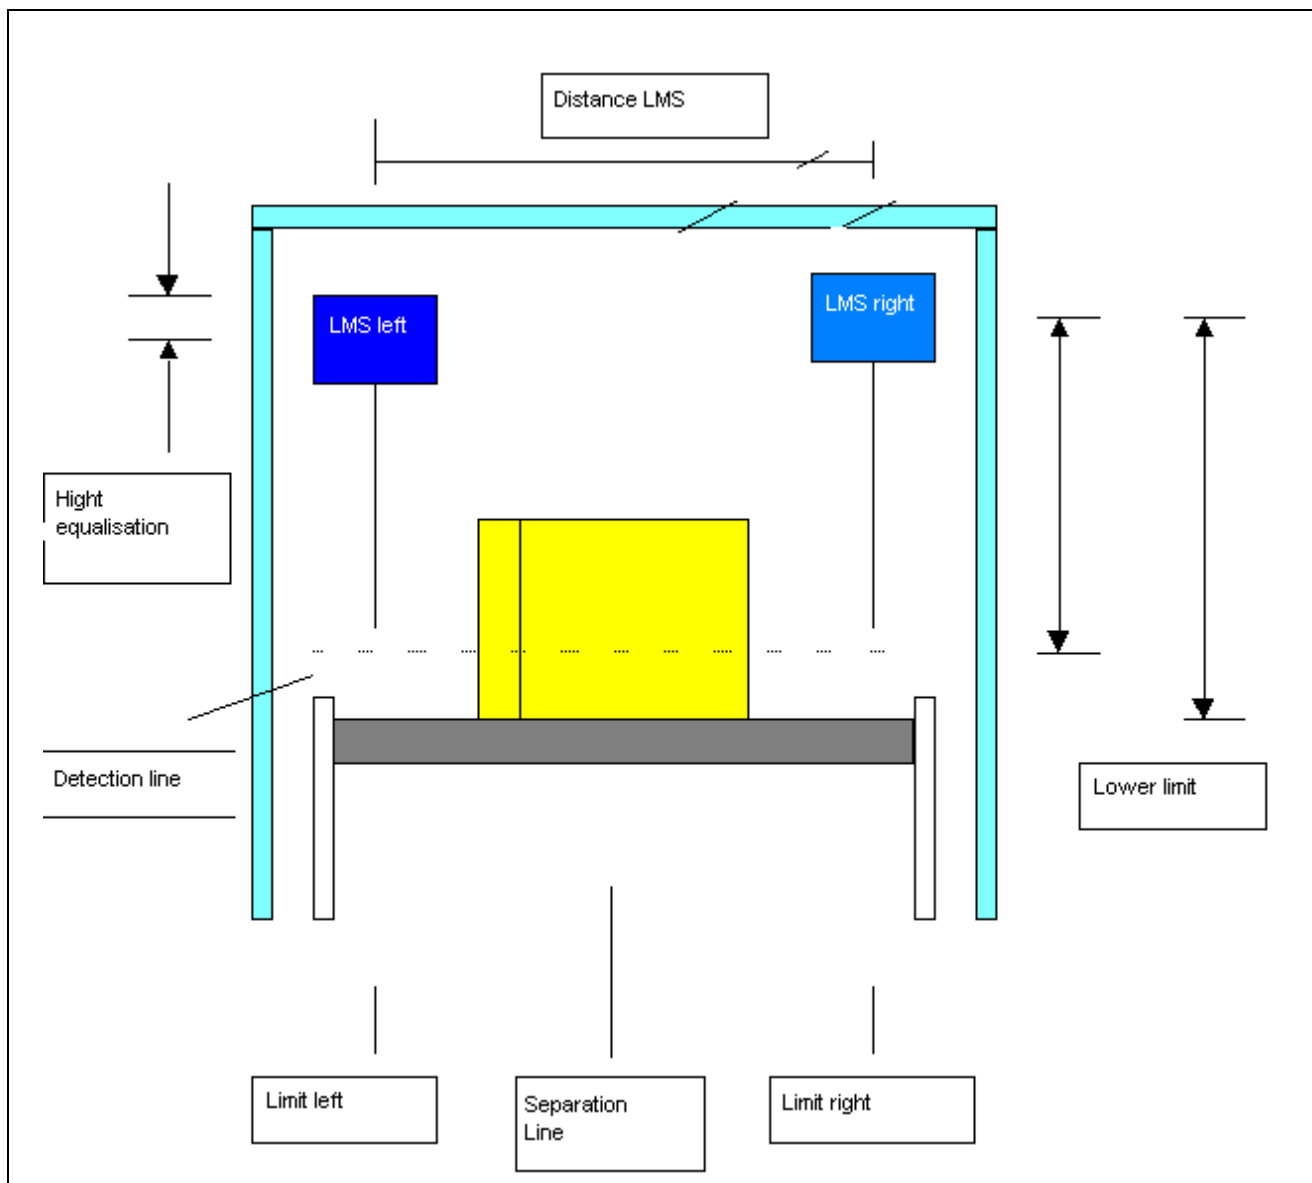 Distance LMS
LMS left
LMS right
Hight
equalisation
Detection line
Lower limit
Limit left
Separation
Line
Limit right